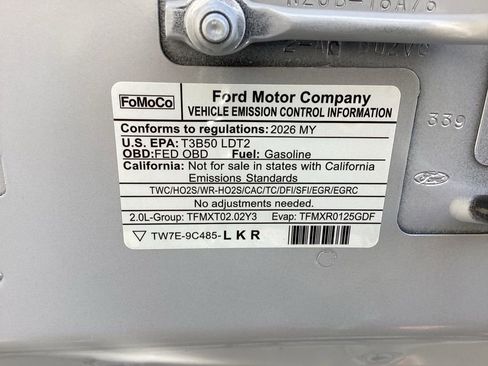 FoMoCo
Ford Motor Company
VEHICLE EMISSION CONTROL INFORMATION
Conforms to regulations: 2026 MY
U.S. EPA: T3B50 LDT2
OBD:FED OBD Fuel: Gasoline
California: Not for sale in states with California
Emissions Standards
TWC/HO2S/WR-HO2S/CAC/TC/DFI/SFI/EGR/EGRC
No adjustments needed.
2.0L-Group: TFMXT02.02Y3 Evap: TFMXR0125GDF
TW7E-9C485-LKR
339
Ford